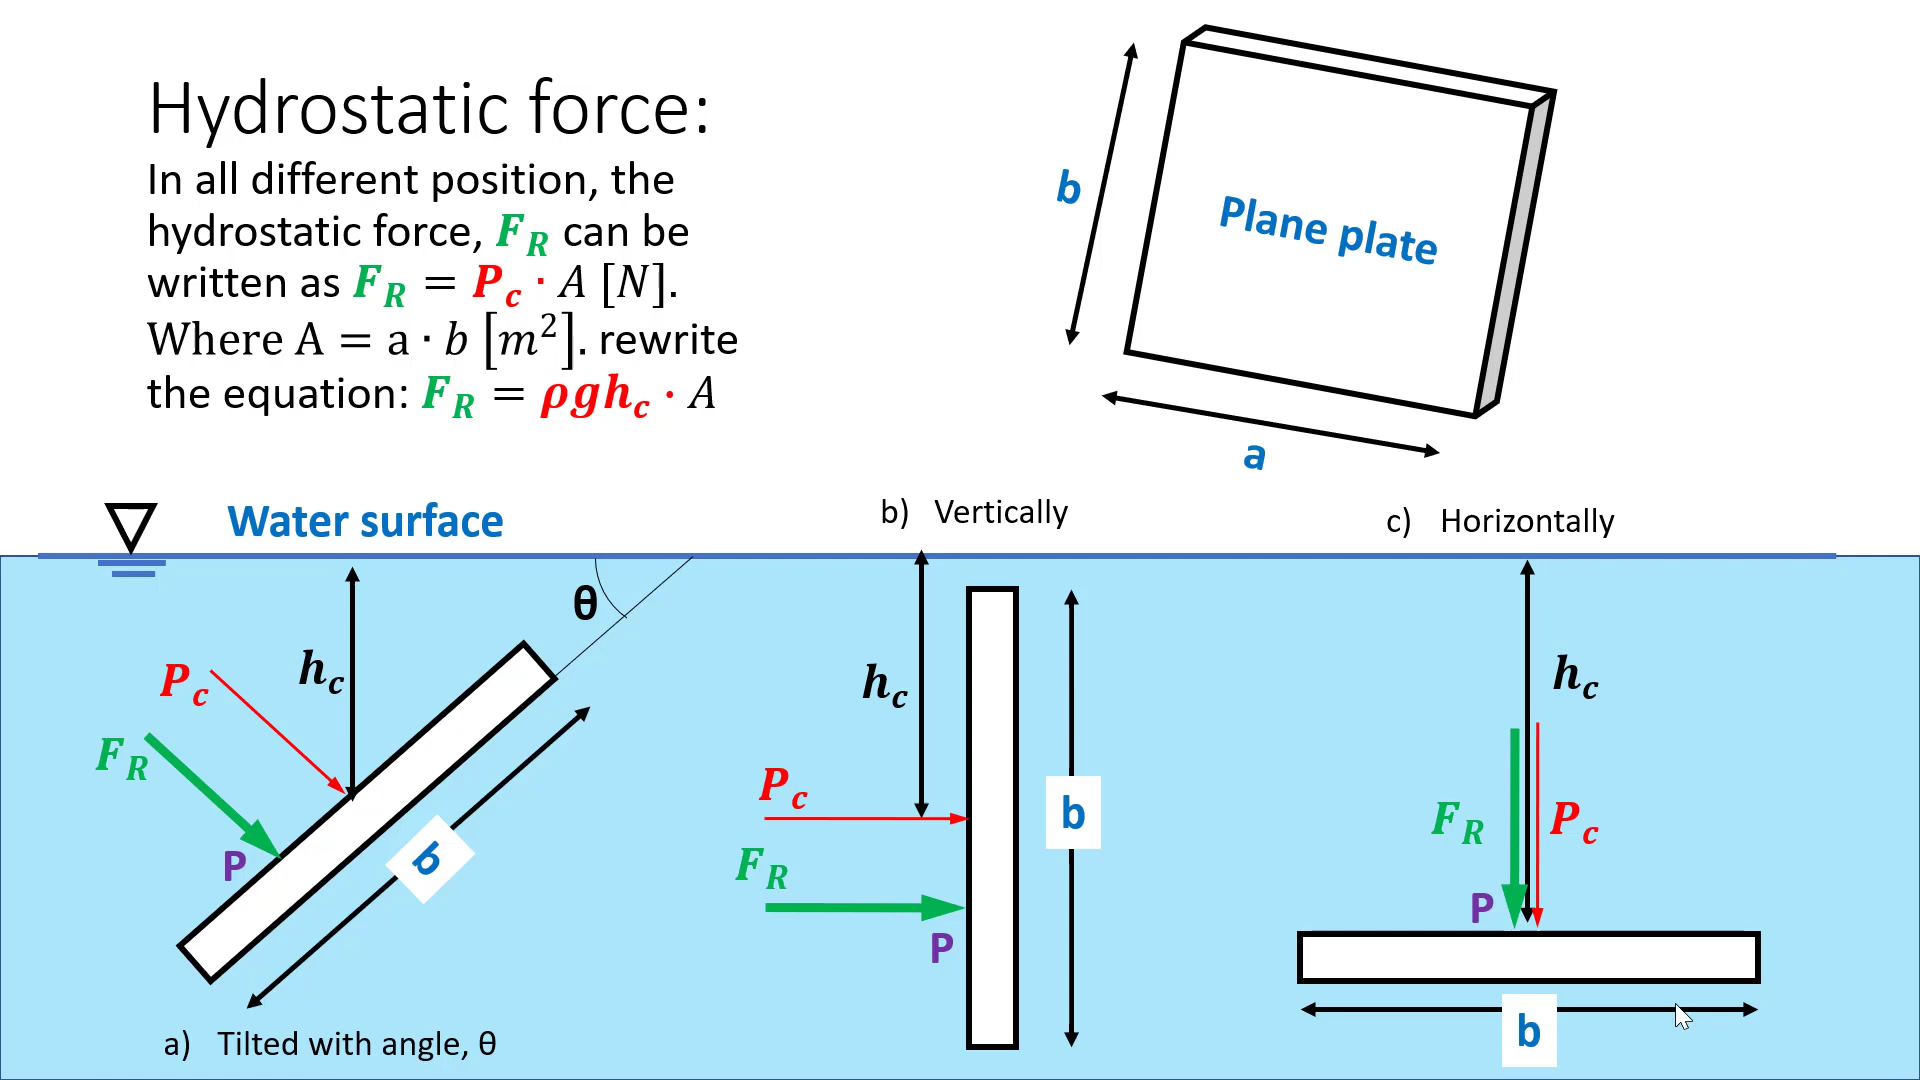 Hydrostatic force:
In all different position, the
hydrostatic force, F_R can be
written as F_R = P_c · A [N].
Where A = a · b [m²]. rewrite
the equation: F_R = ρgh_c · A
b
Plane plate
a
Water surface
b) Vertically
c) Horizontally
θ
h_c
P_c
F_R
P
b
a) Tilted with angle, θ
h_c
P_c
F_R
P
b
h_c
F_R
P_c
P
b